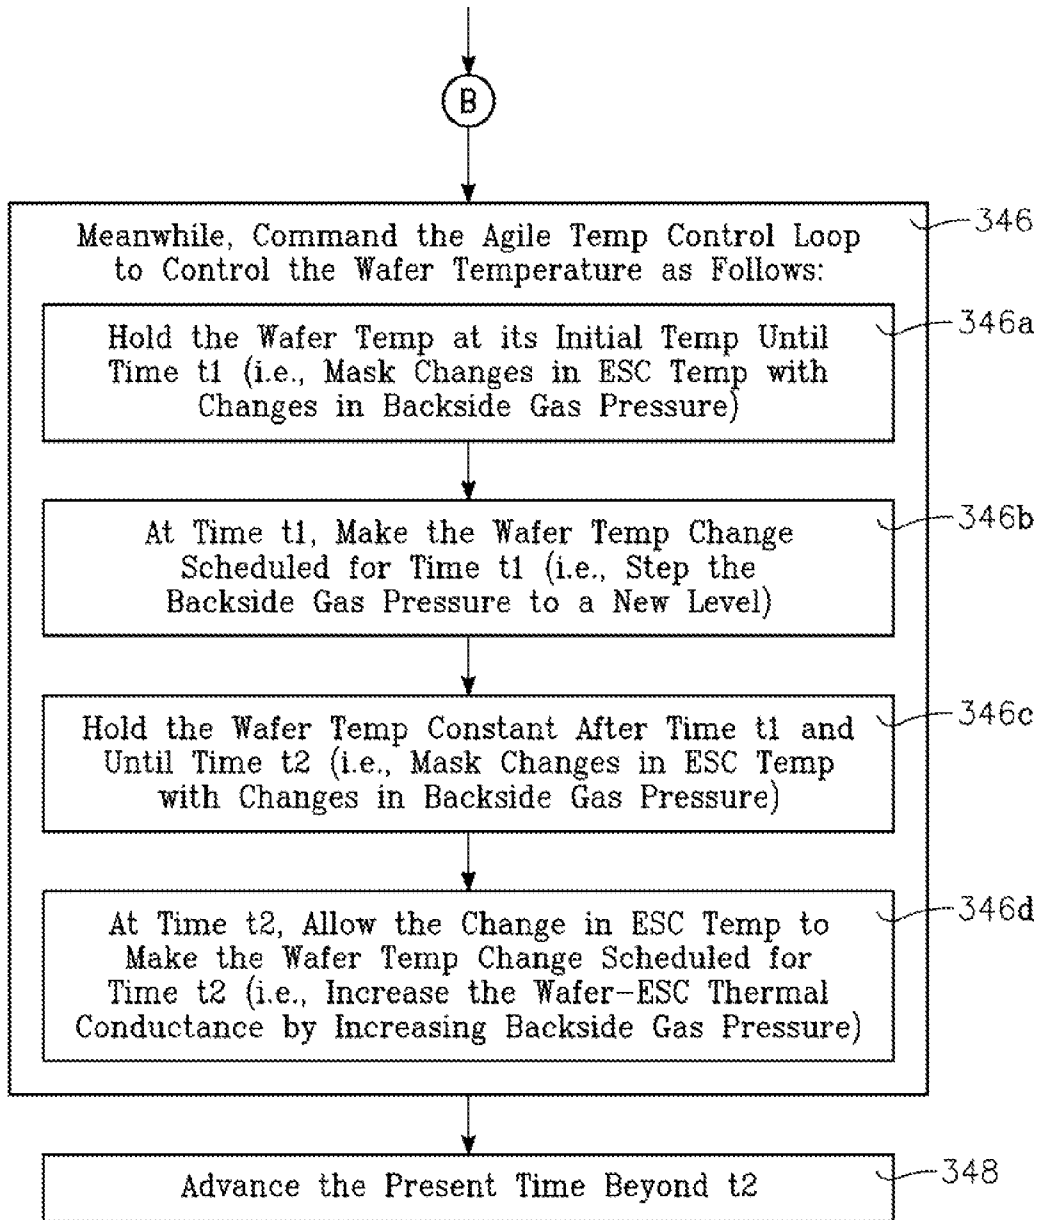 B
346
Meanwhile, Command the Agile Temp Control Loop
to Control the Wafer Temperature as Follows:
346a
Hold the Wafer Temp at its Initial Temp Until
Time t1 (i.e., Mask Changes in ESC Temp with
Changes in Backside Gas Pressure)
346b
At Time t1, Make the Wafer Temp Change
Scheduled for Time t1 (i.e., Step the
Backside Gas Pressure to a New Level)
346c
Hold the Wafer Temp Constant After Time t1 and
Until Time t2 (i.e., Mask Changes in ESC Temp
with Changes in Backside Gas Pressure)
346d
At Time t2, Allow the Change in ESC Temp to
Make the Wafer Temp Change Scheduled for
Time t2 (i.e., Increase the Wafer-ESC Thermal
Conductance by Increasing Backside Gas Pressure)
348
Advance the Present Time Beyond t2